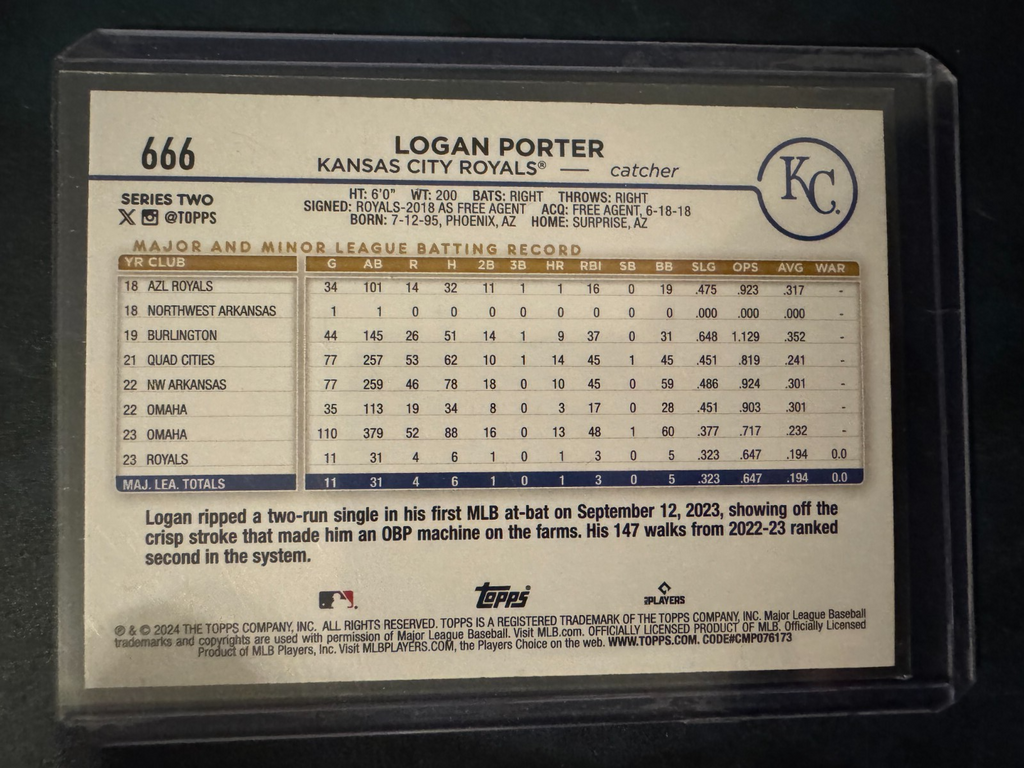 666
LOGAN PORTER
KANSAS CITY ROYALS® — catcher
KC
SERIES TWO
X @TOPPS
HT: 6'0" WT: 200 BATS: RIGHT THROWS: RIGHT
SIGNED: ROYALS-2018 AS FREE AGENT ACQ: FREE AGENT, 6-18-18
BORN: 7-12-95, PHOENIX, AZ HOME: SURPRISE, AZ
MAJOR AND MINOR LEAGUE BATTING RECORD
YR CLUB G AB R H 2B 3B HR RBI SB BB SLG OPS AVG WAR
18 AZL ROYALS 34 101 14 32 11 1 1 16 0 19 .475 .923 .317 -
18 NORTHWEST ARKANSAS 1 1 0 0 0 0 0 0 0 0 .000 .000 .000 -
19 BURLINGTON 44 145 26 51 14 1 9 37 0 31 .648 1.129 .352 -
21 QUAD CITIES 77 257 53 62 10 1 14 45 1 45 .451 .819 .241 -
22 NW ARKANSAS 77 259 46 78 18 0 10 45 0 59 .486 .924 .301 -
22 OMAHA 35 113 19 34 8 0 3 17 0 28 .451 .903 .301 -
23 OMAHA 110 379 52 88 16 0 13 48 1 60 .377 .717 .232 -
23 ROYALS 11 31 4 6 1 0 1 3 0 5 .323 .647 .194 0.0
MAJ. LEA. TOTALS 11 31 4 6 1 0 1 3 0 5 .323 .647 .194 0.0
Logan ripped a two-run single in his first MLB at-bat on September 12, 2023, showing off the
crisp stroke that made him an OBP machine on the farms. His 147 walks from 2022-23 ranked
second in the system.
Topps
PLAYERS
® & © 2024 THE TOPPS COMPANY, INC. ALL RIGHTS RESERVED. TOPPS IS A REGISTERED TRADEMARK OF THE TOPPS COMPANY, INC. Major League Baseball
trademarks and copyrights are used with permission of Major League Baseball. Visit MLB.com. OFFICIALLY LICENSED PRODUCT OF MLB. Officially Licensed
Product of MLB Players, Inc. Visit MLBPLAYERS.COM, the Players Choice on the web. WWW.TOPPS.COM. CODE#CMP076173